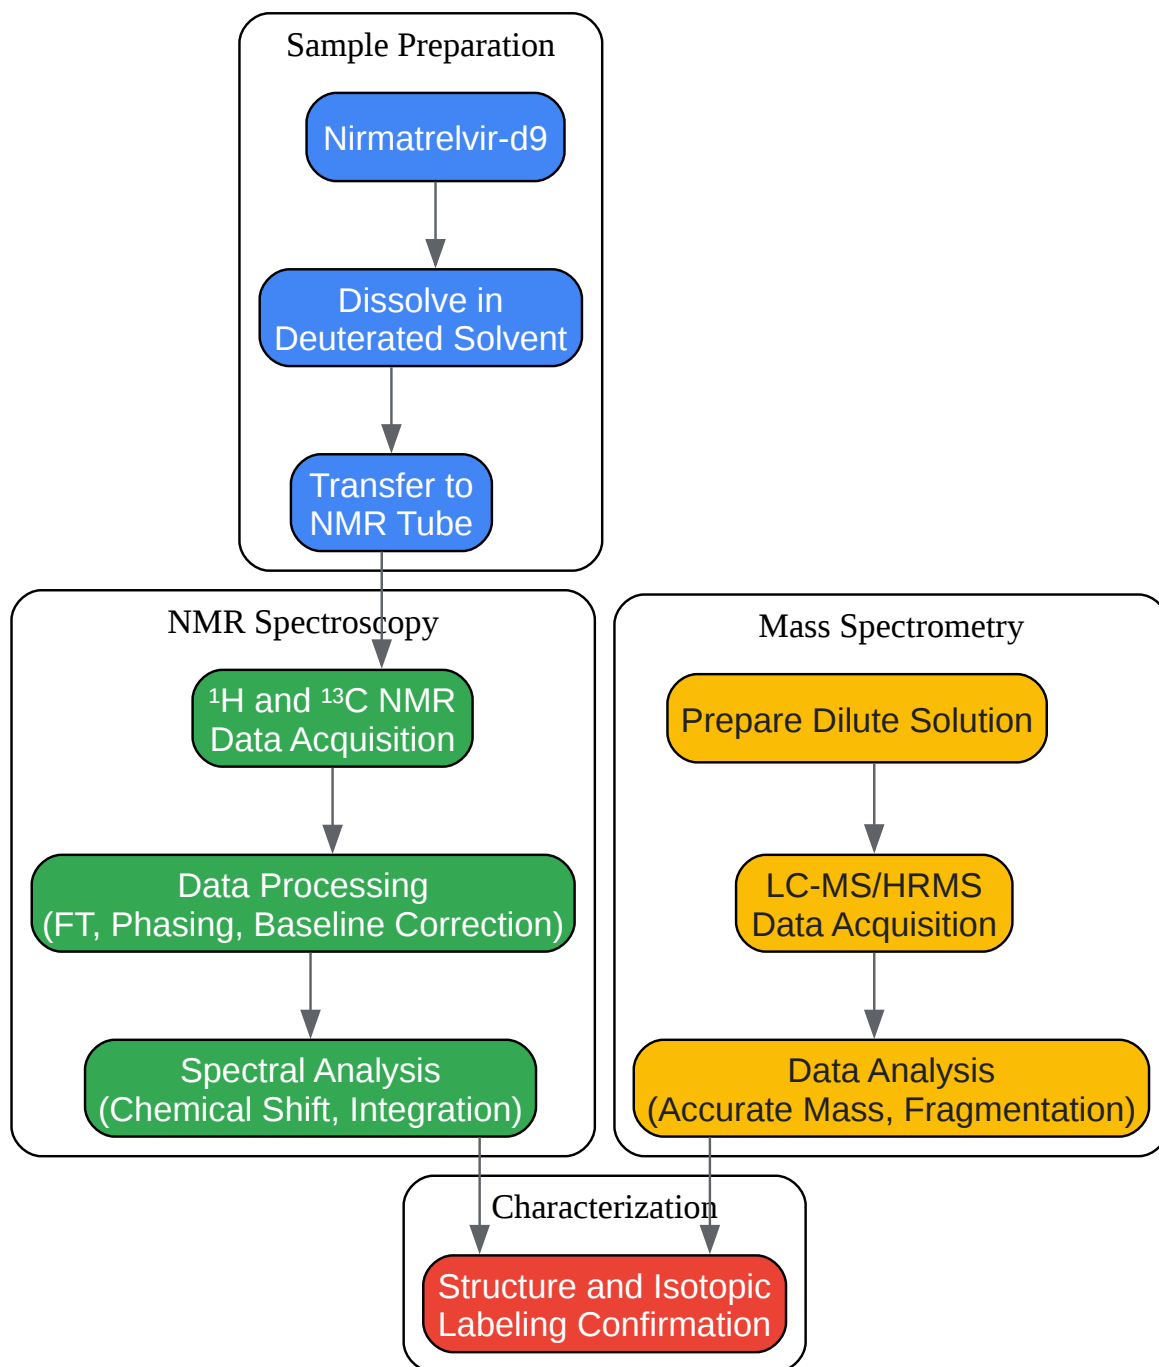 Sample Preparation
Nirmatrelvir-d9
Dissolve in
Deuterated Solvent
Transfer to
NMR Tube
NMR Spectroscopy
¹H and ¹³C NMR
Data Acquisition
Data Processing
(FT, Phasing, Baseline Correction)
Spectral Analysis
(Chemical Shift, Integration)
Mass Spectrometry
Prepare Dilute Solution
LC-MS/HRMS
Data Acquisition
Data Analysis
(Accurate Mass, Fragmentation)
Characterization
Structure and Isotopic
Labeling Confirmation